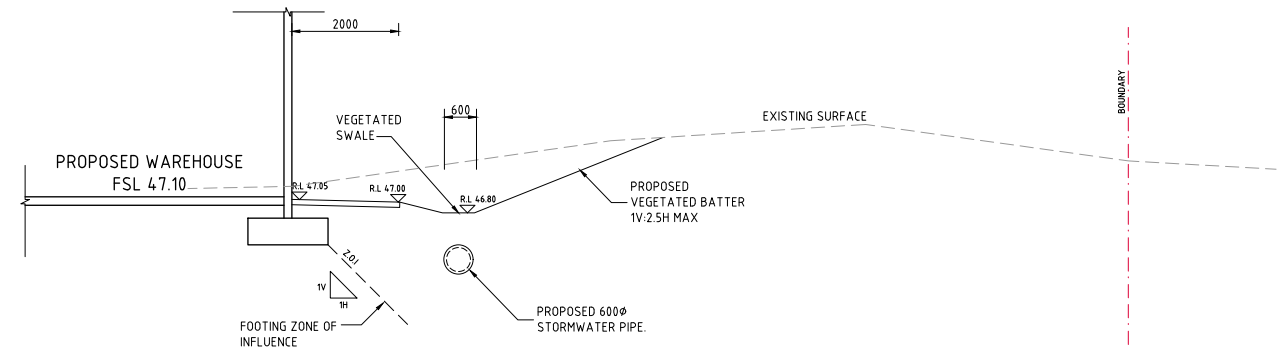 2000
600
VEGETATED
SWALE
EXISTING SURFACE
BOUNDARY
PROPOSED WAREHOUSE
FSL 47.10
R.L 47.05
R.L 47.00
R.L 46.80
PROPOSED
VEGETATED BATTER
1V:2.5H MAX
Z.O.I
1V
1H
FOOTING ZONE OF
INFLUENCE
PROPOSED 600Ø
STORMWATER PIPE.